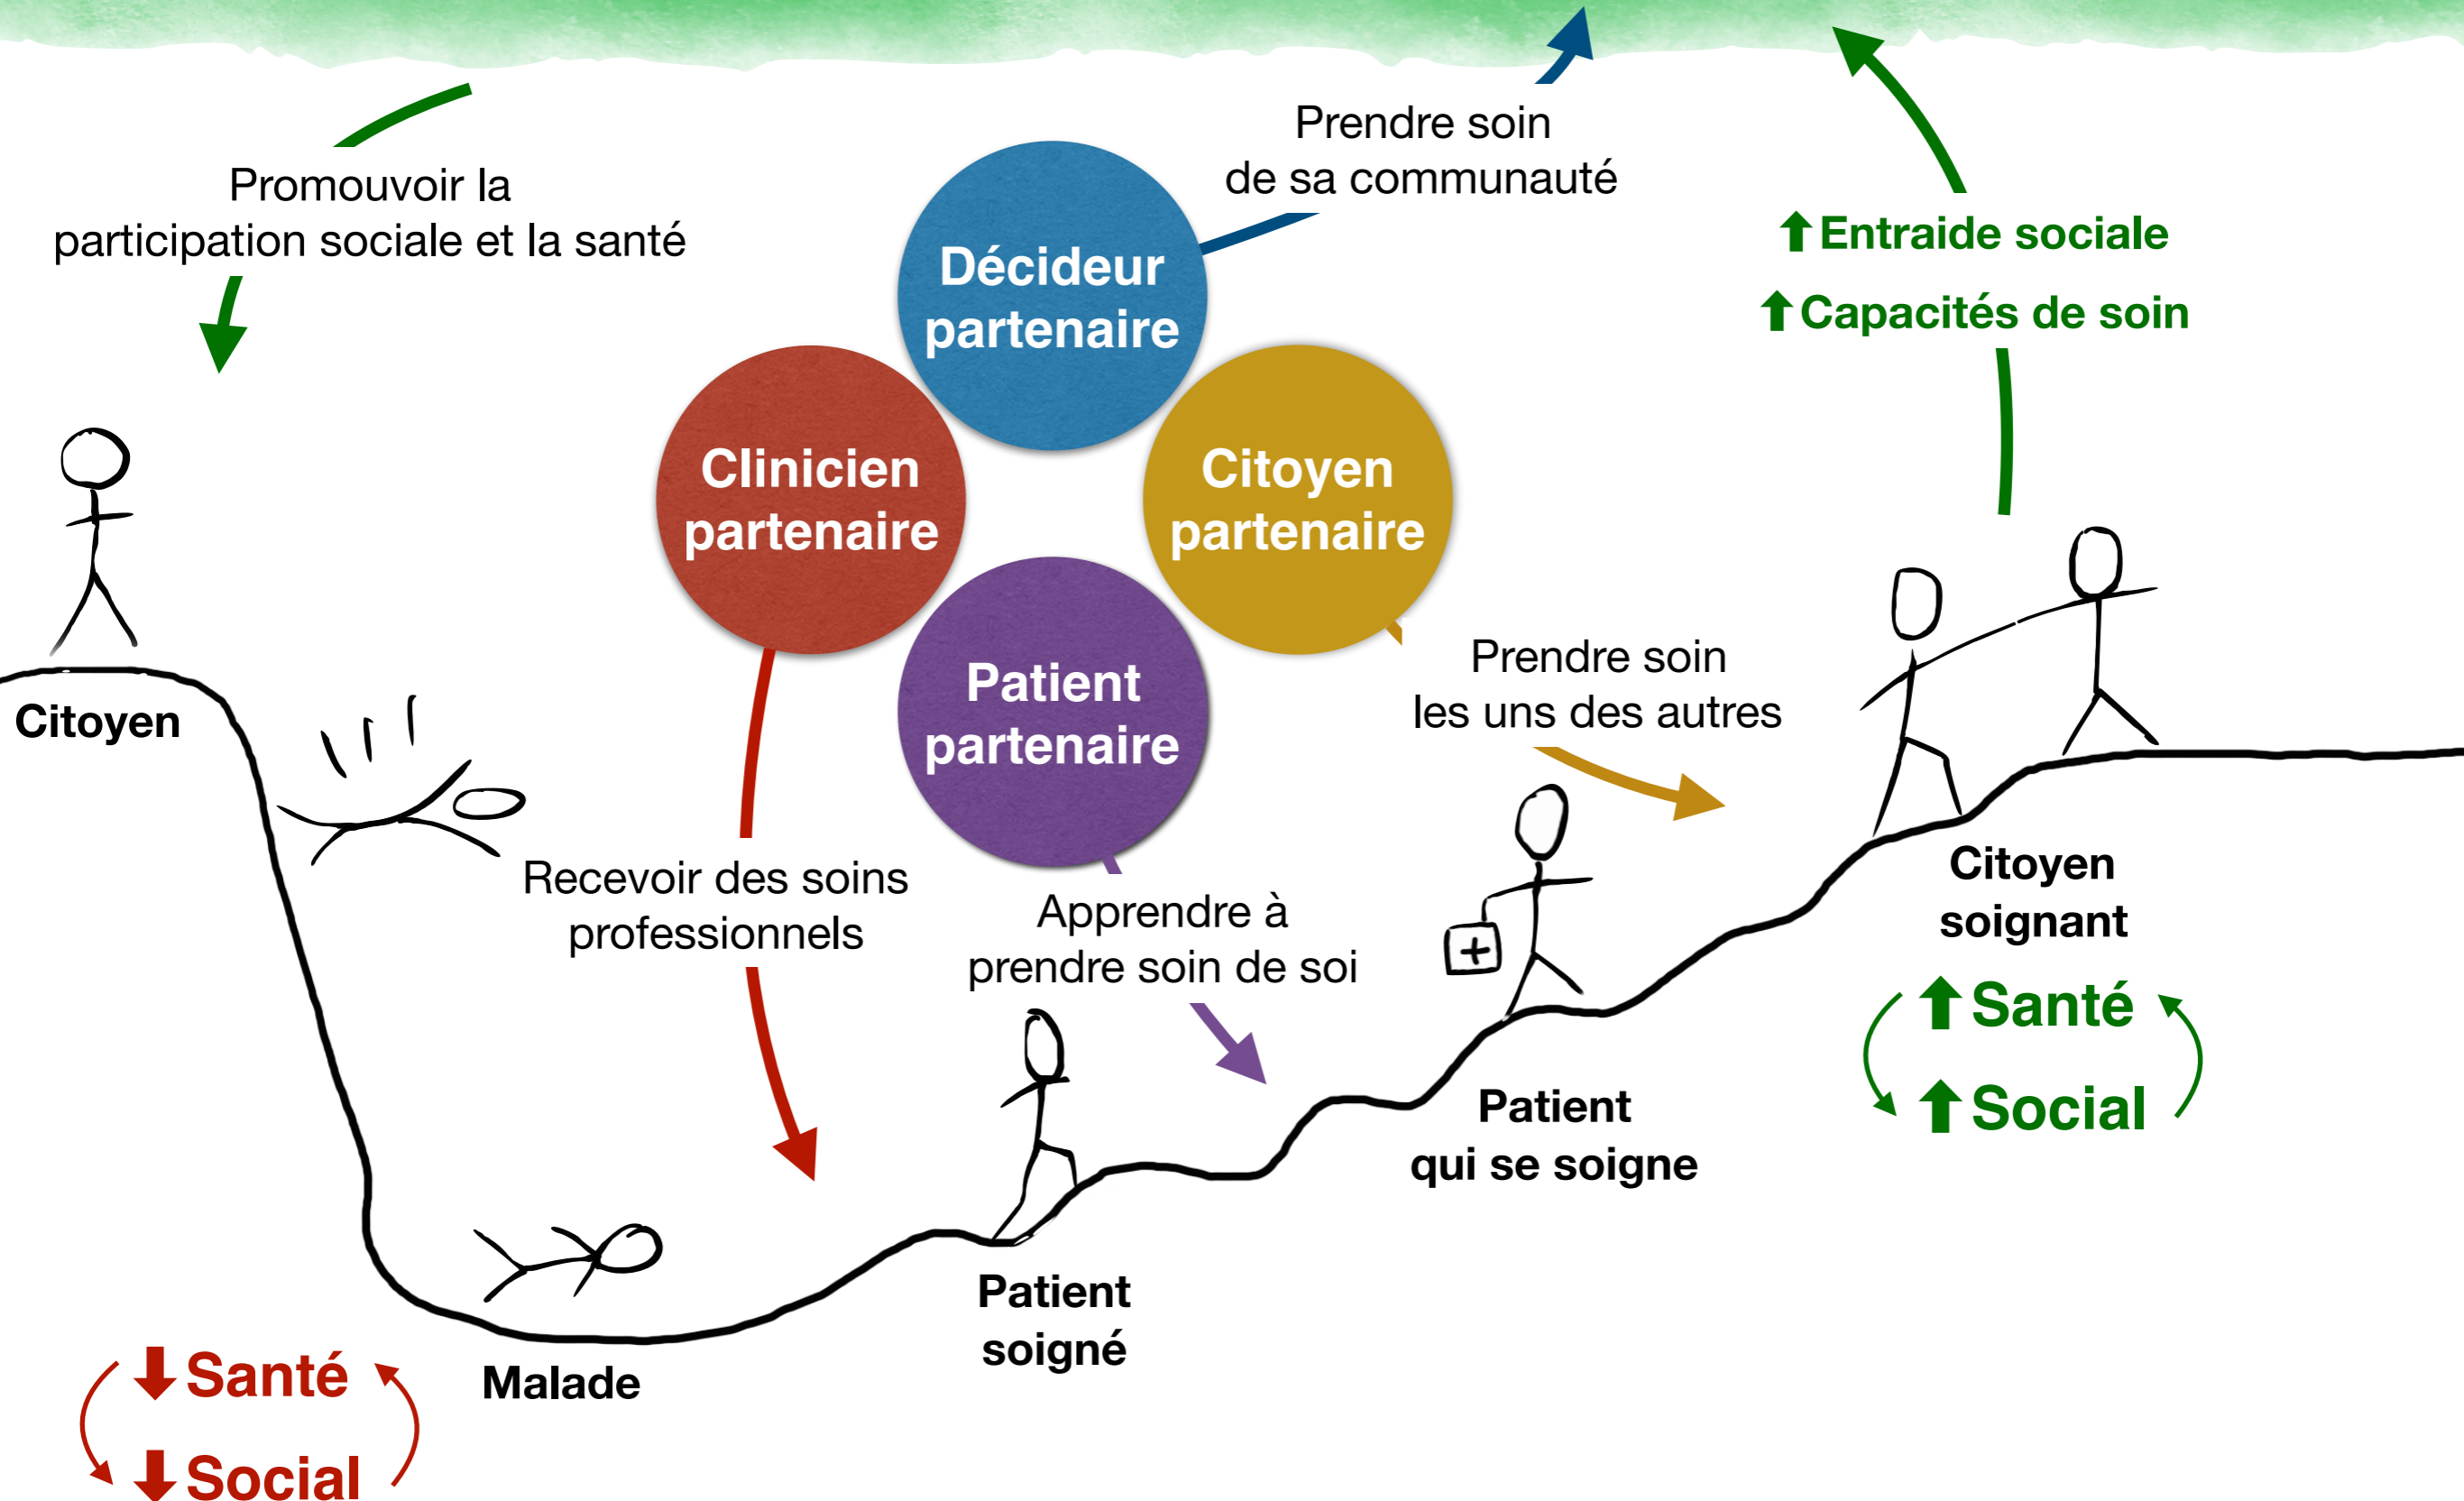 Promouvoir la
participation sociale et la santé
Prendre soin
de sa communauté
Entraide sociale
Capacités de soin
Décideur
partenaire
Clinicien
partenaire
Citoyen
partenaire
Patient
partenaire
Citoyen
Prendre soin
les uns des autres
Recevoir des soins
professionnels
Apprendre à
prendre soin de soi
Citoyen
soignant
Santé
Social
Patient
qui se soigne
Patient
soigné
Malade
Santé
Social